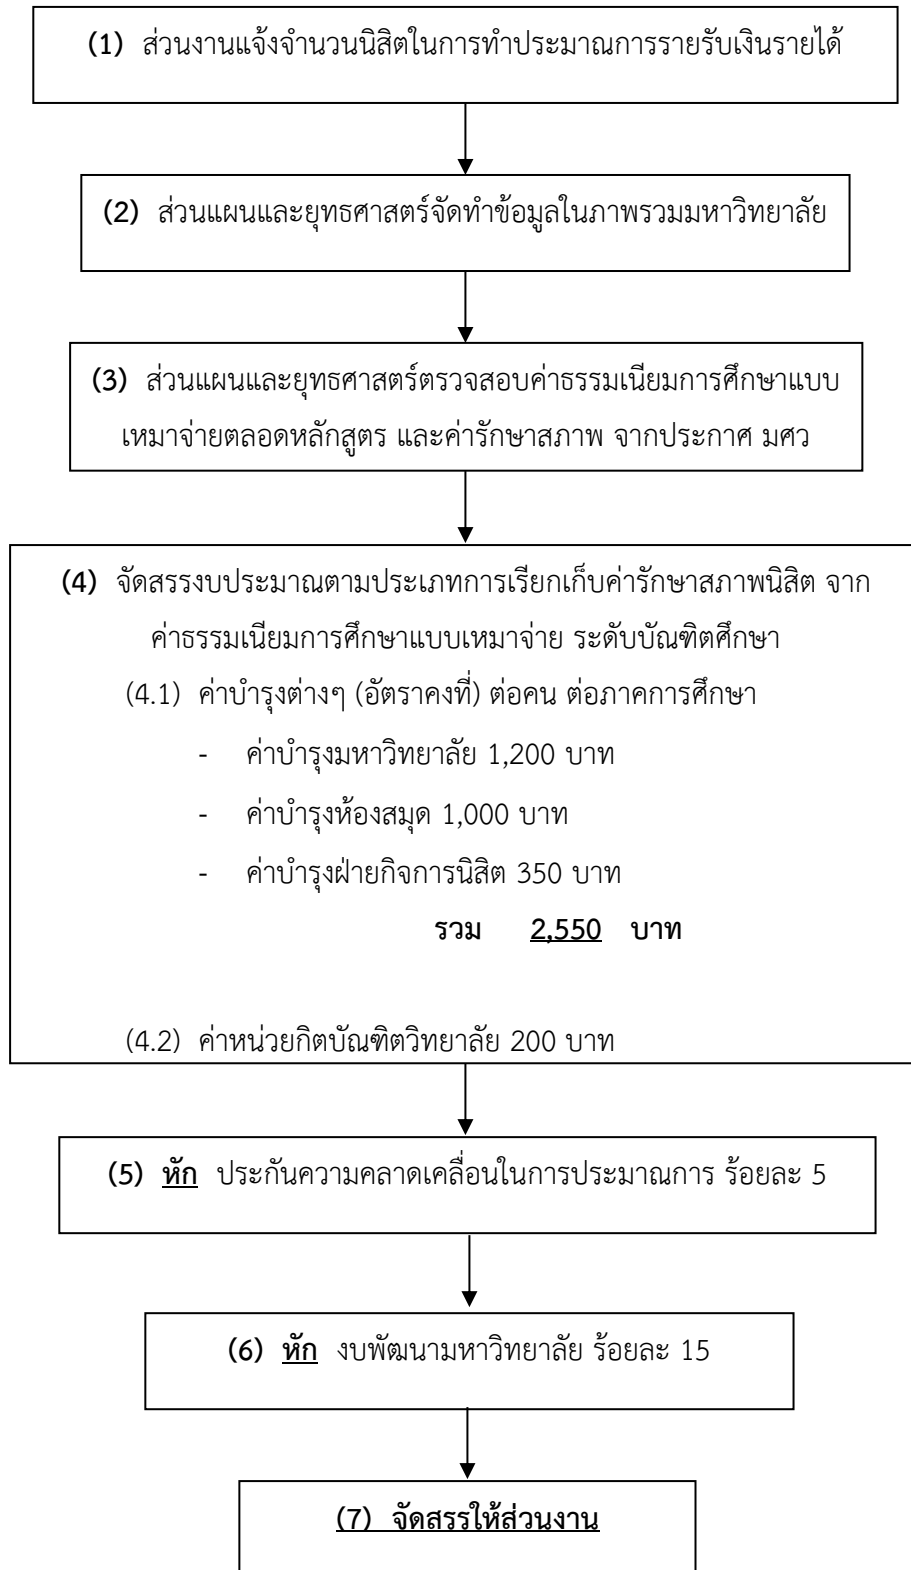 (1) ส่วนงานแจ้งจำนวนนิสิตในการทำประมาณการรายรับเงินรายได้
(2) ส่วนแผนและยุทธศาสตร์จัดทำข้อมูลในภาพรวมมหาวิทยาลัย
(3) ส่วนแผนและยุทธศาสตร์ตรวจสอบค่าธรรมเนียมการศึกษาแบบ
เหมาจ่ายตลอดหลักสูตร และค่ารักษาสภาพ จากประกาศ มศว
(4) จัดสรรงบประมาณตามประเภทการเรียกเก็บค่ารักษาสภาพนิสิต จาก
ค่าธรรมเนียมการศึกษาแบบเหมาจ่าย ระดับบัณฑิตศึกษา
(4.1) ค่าบำรุงต่างๆ (อัตราคงที่) ต่อคน ต่อภาคการศึกษา
- ค่าบำรุงมหาวิทยาลัย 1,200 บาท
- ค่าบำรุงห้องสมุด 1,000 บาท
- ค่าบำรุงฝ่ายกิจการนิสิต 350 บาท
รวม 2,550 บาท
(4.2) ค่าหน่วยกิตบัณฑิตวิทยาลัย 200 บาท
(5) หัก ประกันความคลาดเคลื่อนในการประมาณการ ร้อยละ 5
(6) หัก งบพัฒนามหาวิทยาลัย ร้อยละ 15
(7) จัดสรรให้ส่วนงาน